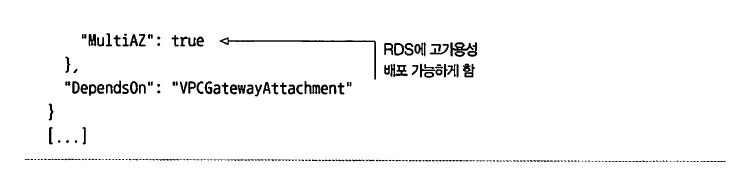 "MultiAZ": true
RDS에 고가용성
배포 가능하게 함
},
"DependsOn": "VPCGatewayAttachment"
}
[...]